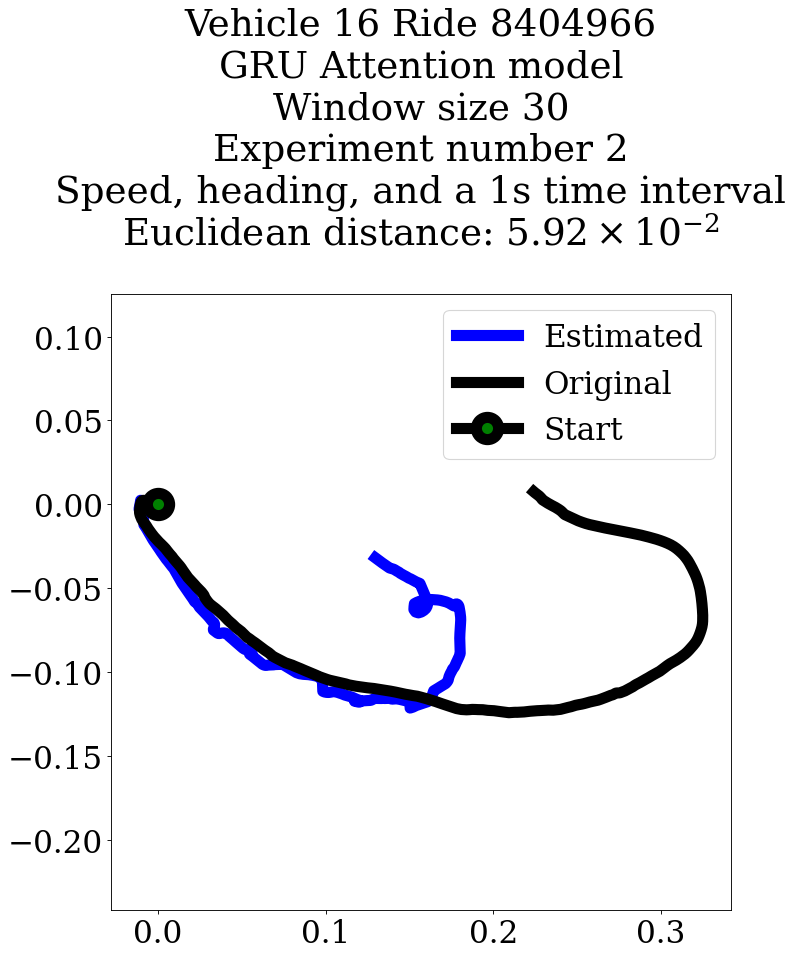 Vehicle 16 Ride 8404966
GRU Attention model
Window size 30
Experiment number 2
Speed, heading, and a 1s time interval
Euclidean distance: 5.92 × 10⁻²
Estimated
Original
Start
0.10
0.05
0.00
−0.05
−0.10
−0.15
−0.20
0.0 0.1 0.2 0.3